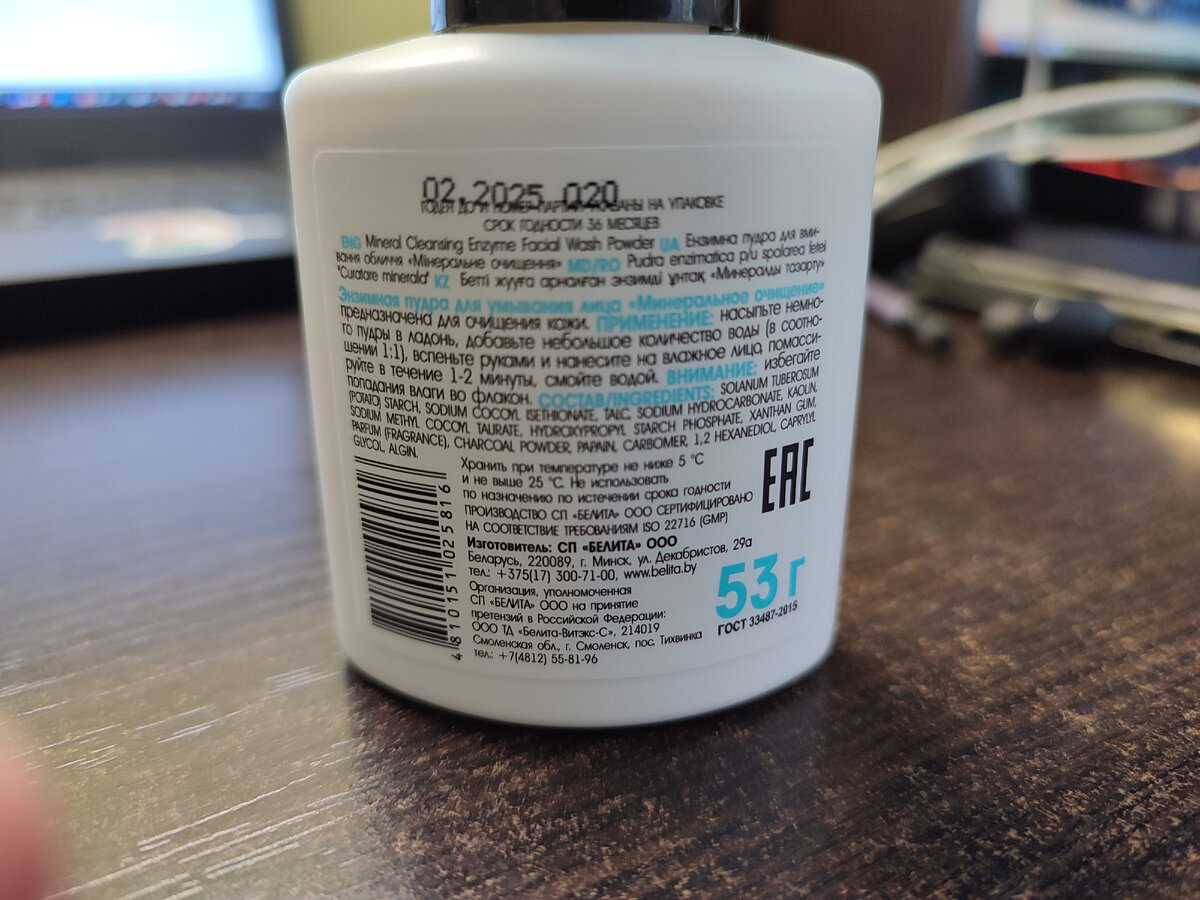 02.2025 020
ГОДЕН ДО И НОМЕР ПАРТИИ УКАЗАНЫ НА УПАКОВКЕ
СРОК ГОДНОСТИ 36 МЕСЯЦЕВ
ENG Mineral Cleansing Enzyme Facial Wash Powder UA Ензимна пудра для вми-
вання обличчя «Мінеральне очищення» MD/RO Pudra enzimatica p/u spalarea fetei
"Curatare minerala" KZ Бетті жууға арналған энзимді ұнтақ «Минералды тазарту»
Энзимная пудра для умывания лица «Минеральное очищение»
предназначена для очищения кожи. ПРИМЕНЕНИЕ: насыпьте немно-
го пудры в ладонь, добавьте небольшое количество воды (в соотно-
шении 1:1), вспеньте руками и нанесите на влажное лицо, помасси-
руйте в течение 1-2 минуты, смойте водой. ВНИМАНИЕ: избегайте
попадания влаги во флакон. СОСТАВ/INGREDIENTS: SOLANUM TUBEROSUM
(POTATO) STARCH, SODIUM COCOYL ISETHIONATE, TALC, SODIUM HYDROCARBONATE, KAOLIN,
SODIUM METHYL COCOYL TAURATE, HYDROXYPROPYL STARCH PHOSPHATE, XANTHAN GUM,
PARFUM (FRAGRANCE), CHARCOAL POWDER, PAPAIN, CARBOMER, 1,2 HEXANEDIOL, CAPRYLYL
GLYCOL, ALGIN.
Хранить при температуре не ниже 5 °С
и не выше 25 °С. Не использовать
по назначению по истечении срока годности
ПРОИЗВОДСТВО СП «БЕЛИТА» ООО СЕРТИФИЦИРОВАНО
НА СООТВЕТСТВИЕ ТРЕБОВАНИЯМ ISO 22716 (GMP)
EAC
Изготовитель: СП «БЕЛИТА» ООО
Беларусь, 220089, г. Минск, ул. Декабристов, 29а
тел.: +375(17) 300-71-00, www.belita.by
Организация, уполномоченная
СП «БЕЛИТА» ООО на принятие
претензий в Российской Федерации:
ООО ТД «Белита-Витэкс-С», 214019
Смоленская обл., г. Смоленск, пос. Тихвинка
тел.: +7(4812) 55-81-96
53 г
ГОСТ 33487-2015
4 810151 025816